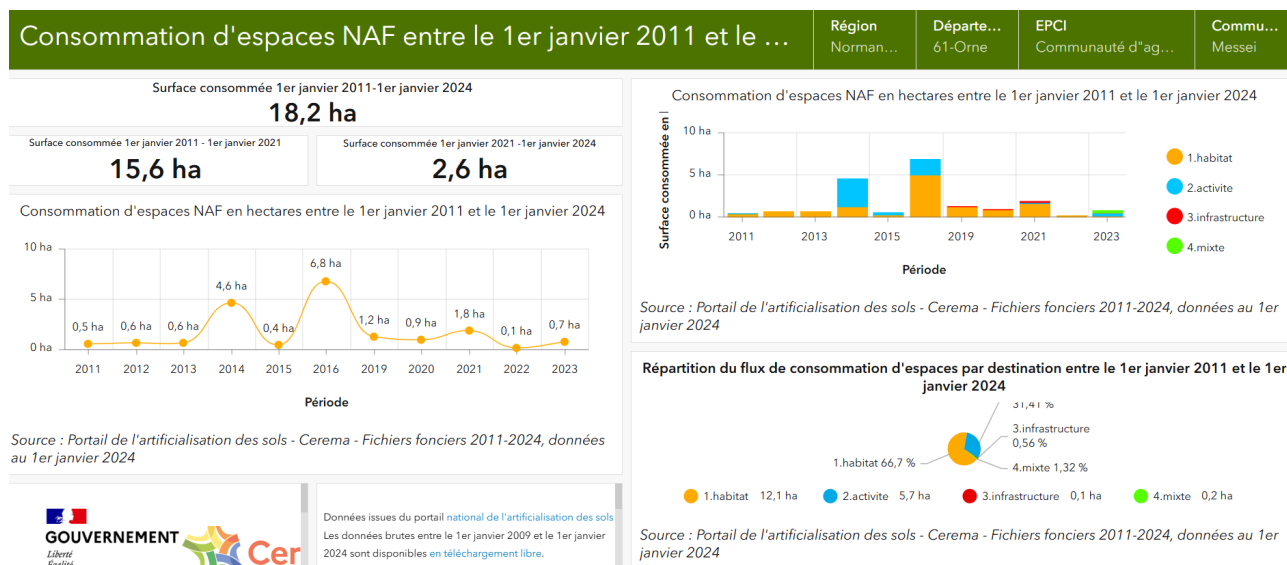 Consommation d'espaces NAF entre le 1er janvier 2011 et le ...
Région
Norman...
Départe...
61-Orne
EPCI
Communauté d"ag...
Commu...
Messei
Surface consommée 1er janvier 2011-1er janvier 2024
18,2 ha
Surface consommée 1er janvier 2011 - 1er janvier 2021
15,6 ha
Surface consommée 1er janvier 2021 -1er janvier 2024
2,6 ha
Consommation d'espaces NAF en hectares entre le 1er janvier 2011 et le 1er janvier 2024
10 ha
5 ha
0 ha
0,5 ha
0,6 ha
0,6 ha
4,6 ha
0,4 ha
6,8 ha
1,2 ha
0,9 ha
1,8 ha
0,1 ha
0,7 ha
2011
2012
2013
2014
2015
2016
2019
2020
2021
2022
2023
Période
Source : Portail de l'artificialisation des sols - Cerema - Fichiers fonciers 2011-2024, données
au 1er janvier 2024
GOUVERNEMENT
Liberté
Égalité
Cer
Données issues du portail national de l'artificialisation des sols
Les données brutes entre le 1er janvier 2009 et le 1er janvier
2024 sont disponibles en téléchargement libre.
Consommation d'espaces NAF en hectares entre le 1er janvier 2011 et le 1er janvier 2024
Surface consommée en
10 ha
5 ha
0 ha
2011
2013
2015
2019
2021
2023
Période
1.habitat
2.activite
3.infrastructure
4.mixte
Source : Portail de l'artificialisation des sols - Cerema - Fichiers fonciers 2011-2024, données au 1er
janvier 2024
Répartition du flux de consommation d'espaces par destination entre le 1er janvier 2011 et le 1er
janvier 2024
31,41 %
3.infrastructure
0,56 %
1.habitat 66,7 %
4.mixte 1,32 %
1.habitat 12,1 ha
2.activite 5,7 ha
3.infrastructure 0,1 ha
4.mixte 0,2 ha
Source : Portail de l'artificialisation des sols - Cerema - Fichiers fonciers 2011-2024, données au 1er
janvier 2024